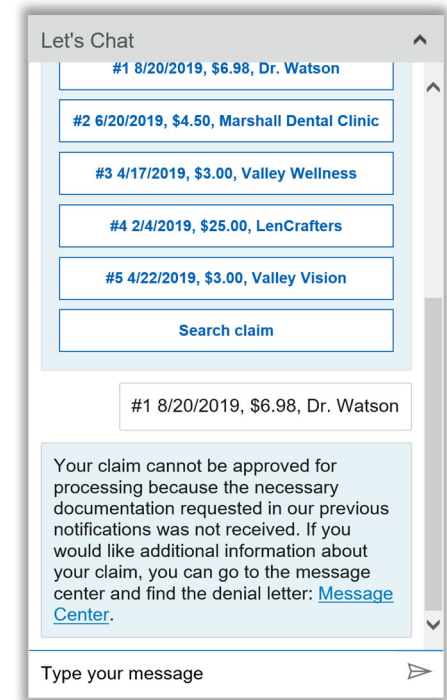 Let's Chat
#1 8/20/2019, $6.98, Dr. Watson
#2 6/20/2019, $4.50, Marshall Dental Clinic
#3 4/17/2019, $3.00, Valley Wellness
#4 2/4/2019, $25.00, LenCrafters
#5 4/22/2019, $3.00, Valley Vision
Search claim
#1 8/20/2019, $6.98, Dr. Watson
Your claim cannot be approved for
processing because the necessary
documentation requested in our previous
notifications was not received. If you
would like additional information about
your claim, you can go to the message
center and find the denial letter: Message
Center.
Type your message